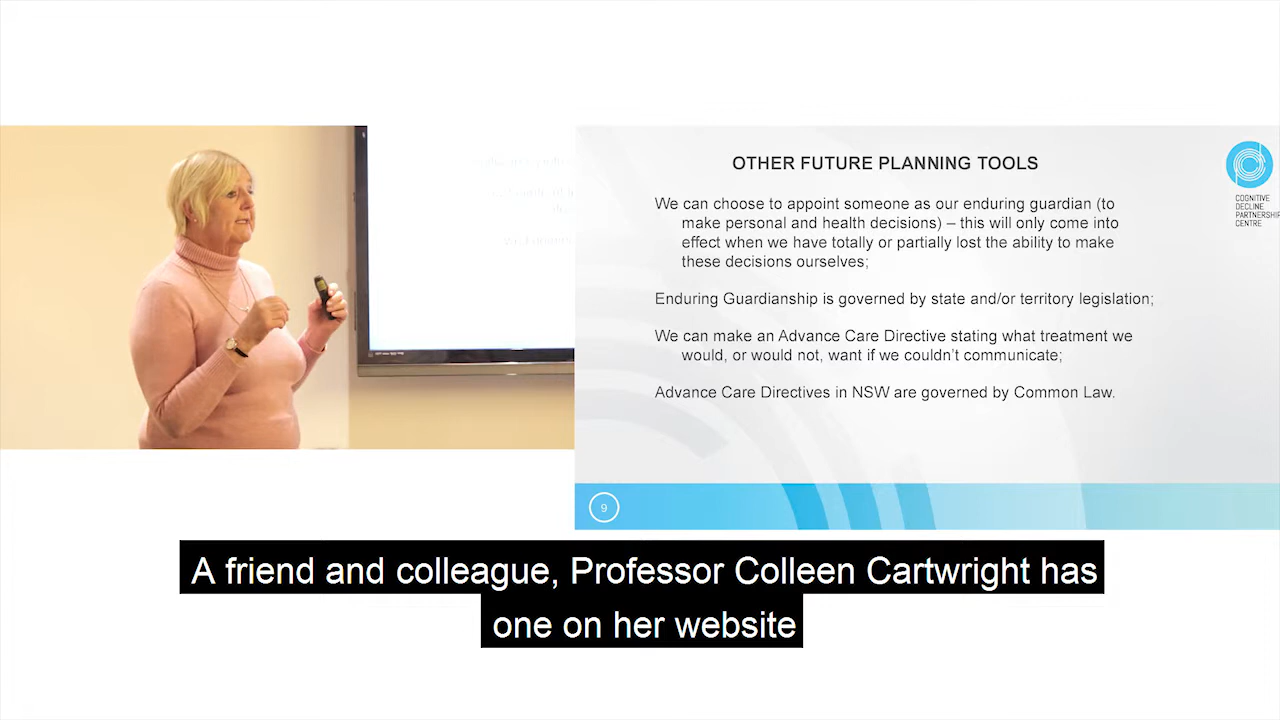 OTHER FUTURE PLANNING TOOLS
We can choose to appoint someone as our enduring guardian (to
make personal and health decisions) – this will only come into
effect when we have totally or partially lost the ability to make
these decisions ourselves;
Enduring Guardianship is governed by state and/or territory legislation;
We can make an Advance Care Directive stating what treatment we
would, or would not, want if we couldn't communicate;
Advance Care Directives in NSW are governed by Common Law.
COGNITIVE
DECLINE
PARTNERSHIP
CENTRE
9
A friend and colleague, Professor Colleen Cartwright has
one on her website